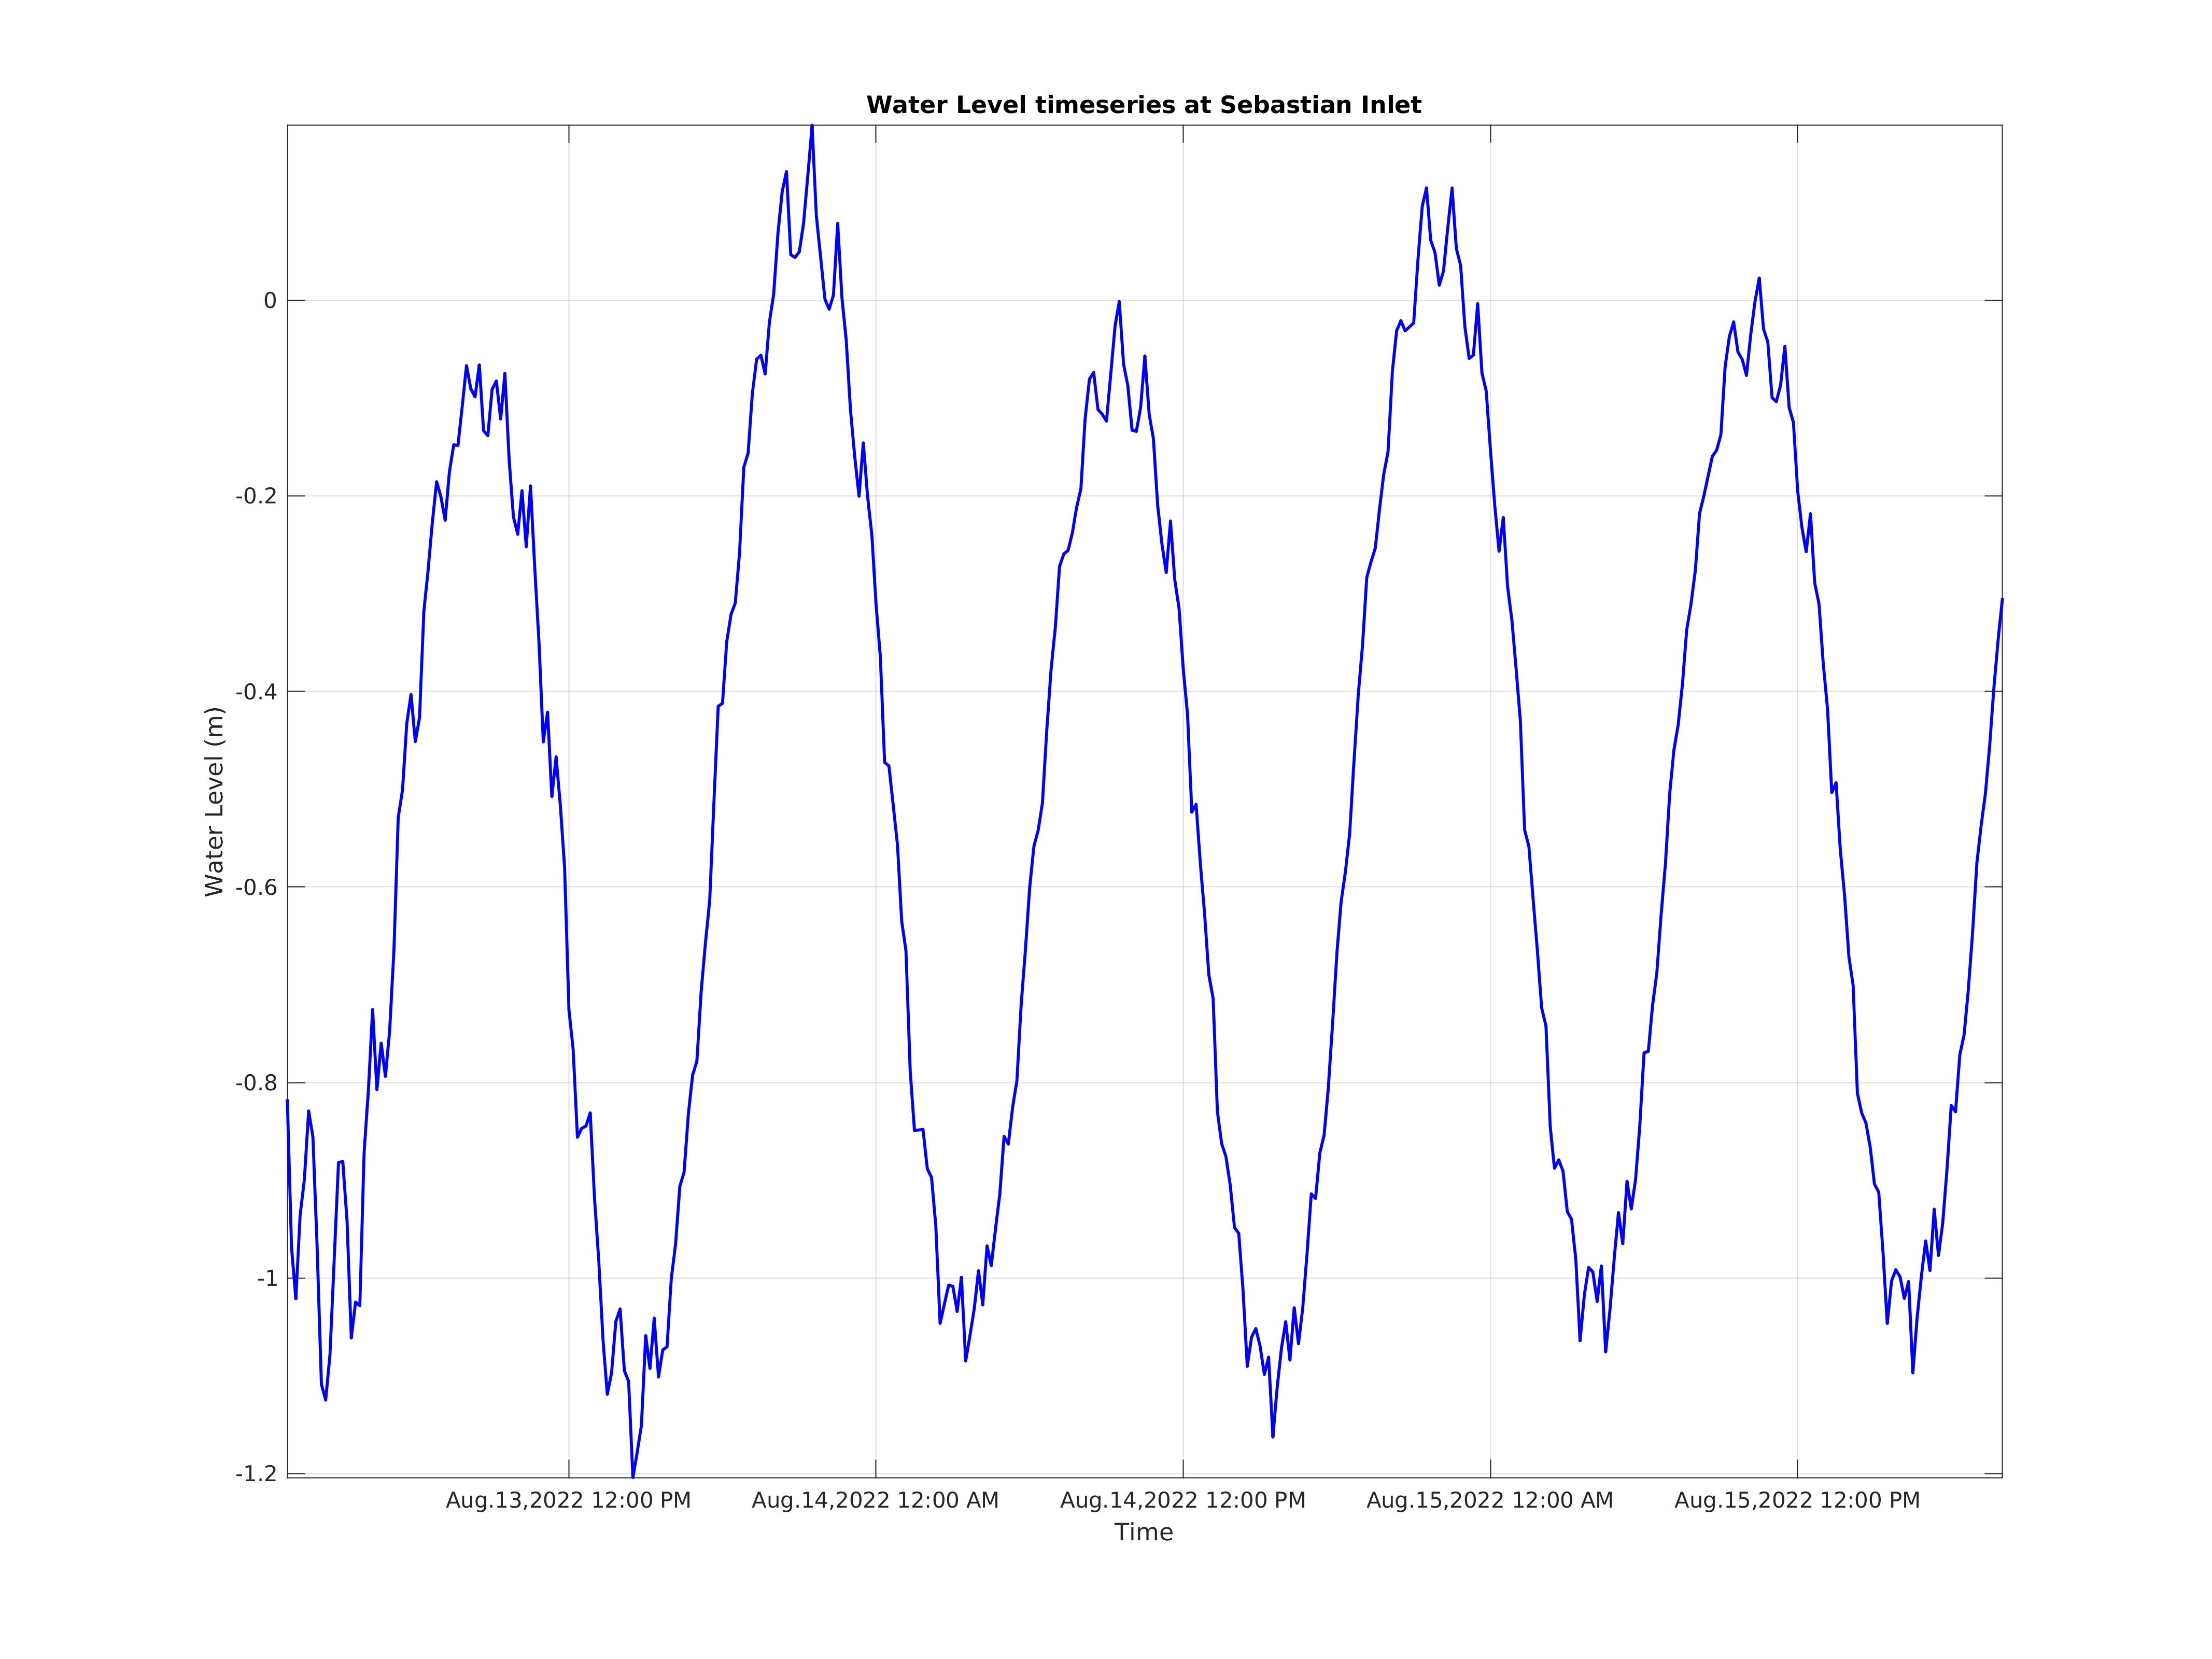 Water Level timeseries at Sebastian Inlet
0
-0.2
-0.4
-0.6
-0.8
-1
-1.2
Water Level (m)
Aug.13,2022 12:00 PM
Aug.14,2022 12:00 AM
Aug.14,2022 12:00 PM
Aug.15,2022 12:00 AM
Aug.15,2022 12:00 PM
Time